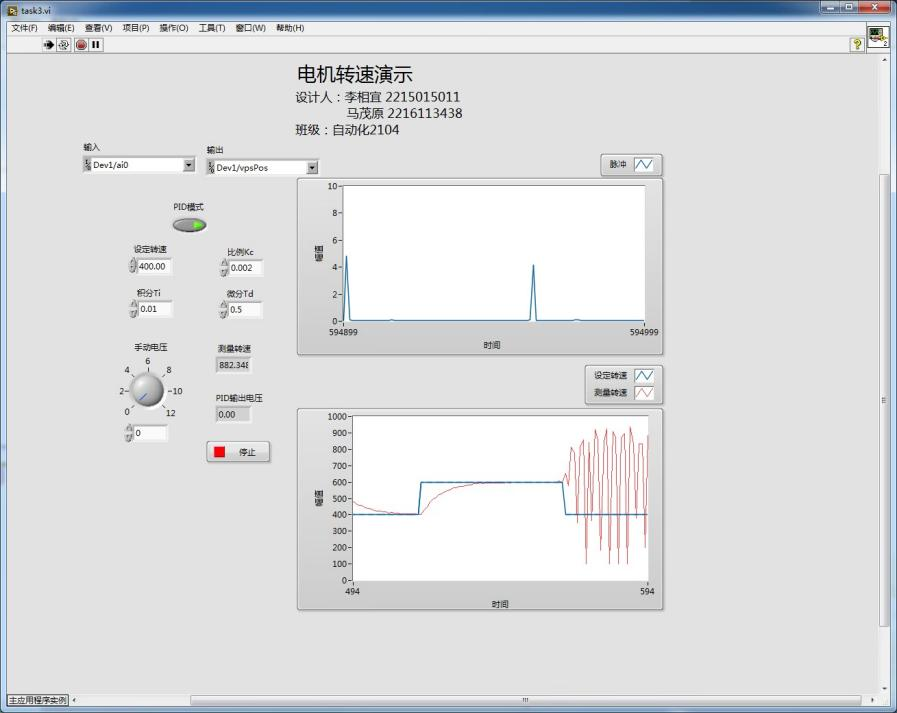 task3.vi
文件(F) 编辑(E) 查看(V) 项目(P) 操作(O) 工具(T) 窗口(W) 帮助(H)
2
电机转速演示
设计人：李相宜 2215015011
马茂原 2216113438
班级：自动化2104
输入
Dev1/ai0
输出
Dev1/vpsPos
PID模式
设定转速
400.00
比例Kc
0.002
积分Ti
0.01
微分Td
0.5
手动电压
0 2 4 6 8 10 12
0
测量转速
882.348
PID输出电压
0.00
停止
脉冲
幅值
10
8
6
4
2
0
594899 594999
时间
设定转速
测量转速
幅值
1000
900
800
700
600
500
400
300
200
100
0
494 594
时间
主应用程序实例